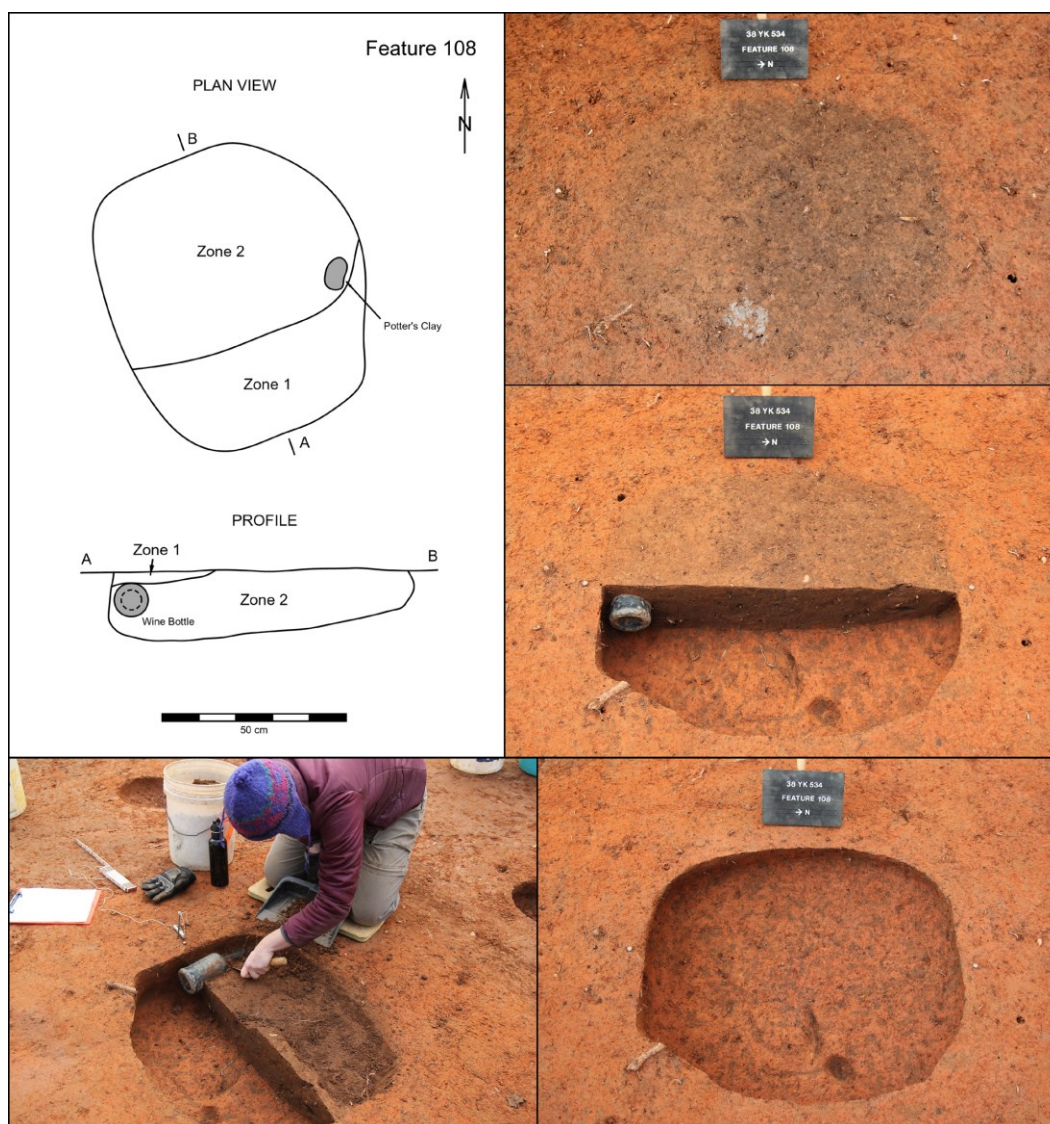 Feature 108
PLAN VIEW
N
B
Zone 2
Potter's Clay
Zone 1
A
PROFILE
A
Zone 1
B
Zone 2
Wine Bottle
50 cm
38 YK 534
FEATURE 108
→ N
38 YK 534
FEATURE 108
→ N
38 YK 534
FEATURE 108
→ N